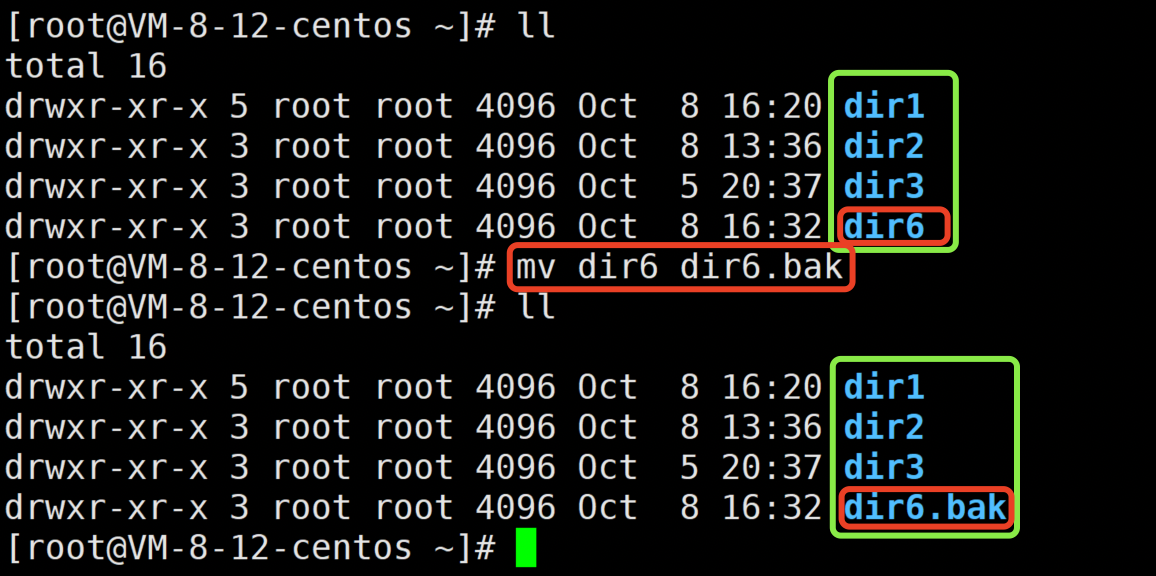 [root@VM-8-12-centos ~]# ll
total 16
drwxr-xr-x 5 root root 4096 Oct  8 16:20 dir1
drwxr-xr-x 3 root root 4096 Oct  8 13:36 dir2
drwxr-xr-x 3 root root 4096 Oct  5 20:37 dir3
drwxr-xr-x 3 root root 4096 Oct  8 16:32 dir6
[root@VM-8-12-centos ~]# mv dir6 dir6.bak
[root@VM-8-12-centos ~]# ll
total 16
drwxr-xr-x 5 root root 4096 Oct  8 16:20 dir1
drwxr-xr-x 3 root root 4096 Oct  8 13:36 dir2
drwxr-xr-x 3 root root 4096 Oct  5 20:37 dir3
drwxr-xr-x 3 root root 4096 Oct  8 16:32 dir6.bak
[root@VM-8-12-centos ~]#